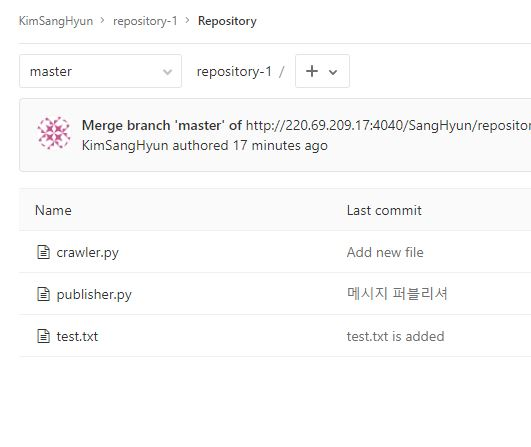 KimSangHyun > repository-1 > Repository
master repository-1 / +
Merge branch 'master' of http://220.69.209.17:4040/SangHyun/repositor
KimSangHyun authored 17 minutes ago
Name Last commit
crawler.py Add new file
publisher.py 메시지 퍼블리셔
test.txt test.txt is added